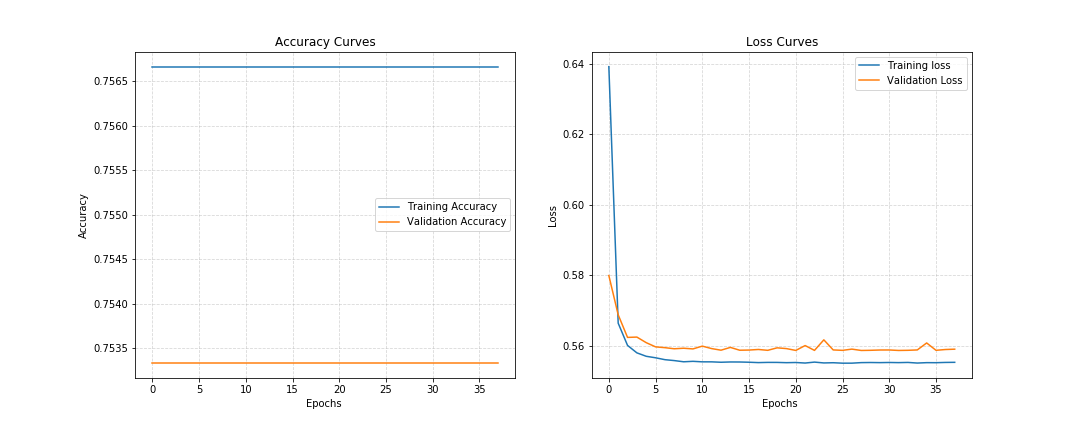 Accuracy Curves
0.7565
0.7560
0.7555
0.7550
0.7545
0.7540
0.7535
Accuracy
Training Accuracy
Validation Accuracy
0 5 10 15 20 25 30 35
Epochs
Loss Curves
0.64
0.62
0.60
0.58
0.56
Loss
Training loss
Validation Loss
0 5 10 15 20 25 30 35
Epochs